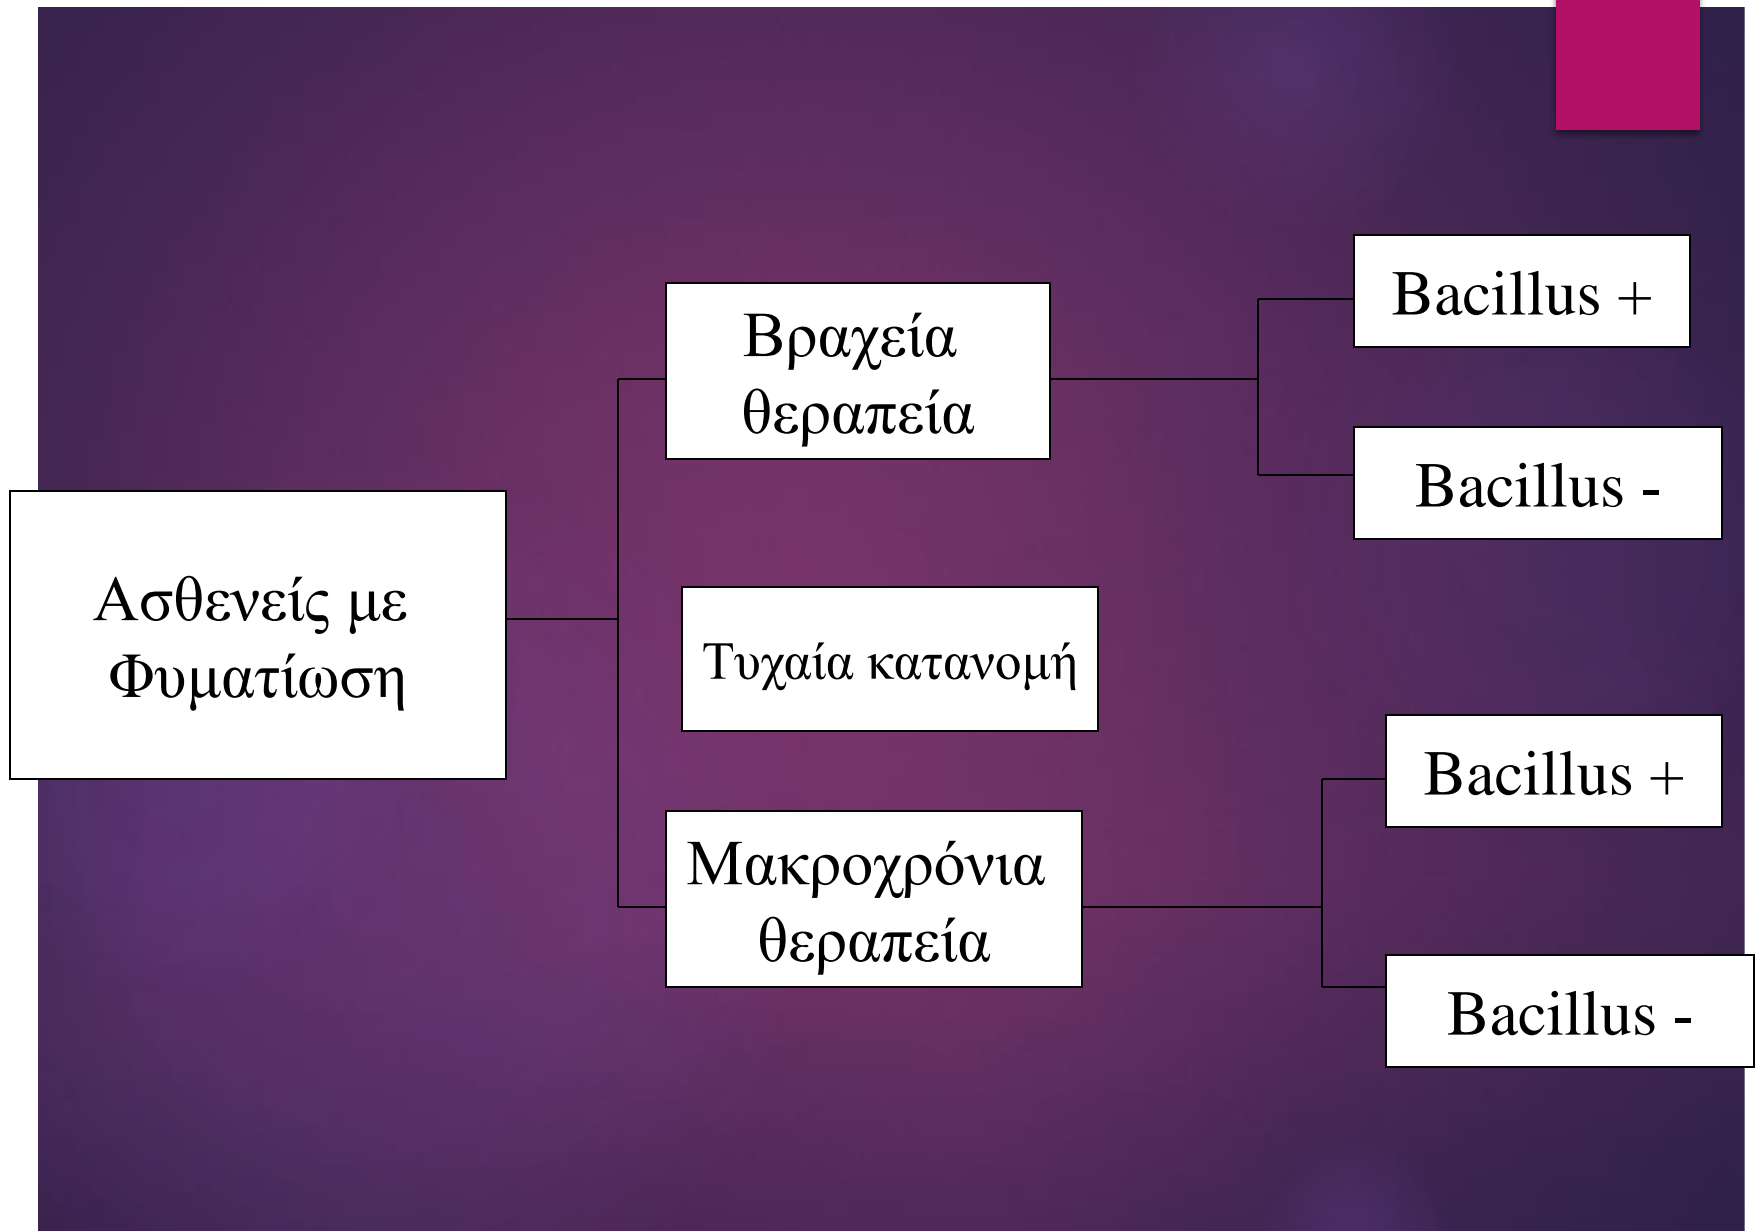 Ασθενείς με
Φυματίωση
Βραχεία
θεραπεία
Bacillus +
Bacillus -
Τυχαία κατανομή
Μακροχρόνια
θεραπεία
Bacillus +
Bacillus -